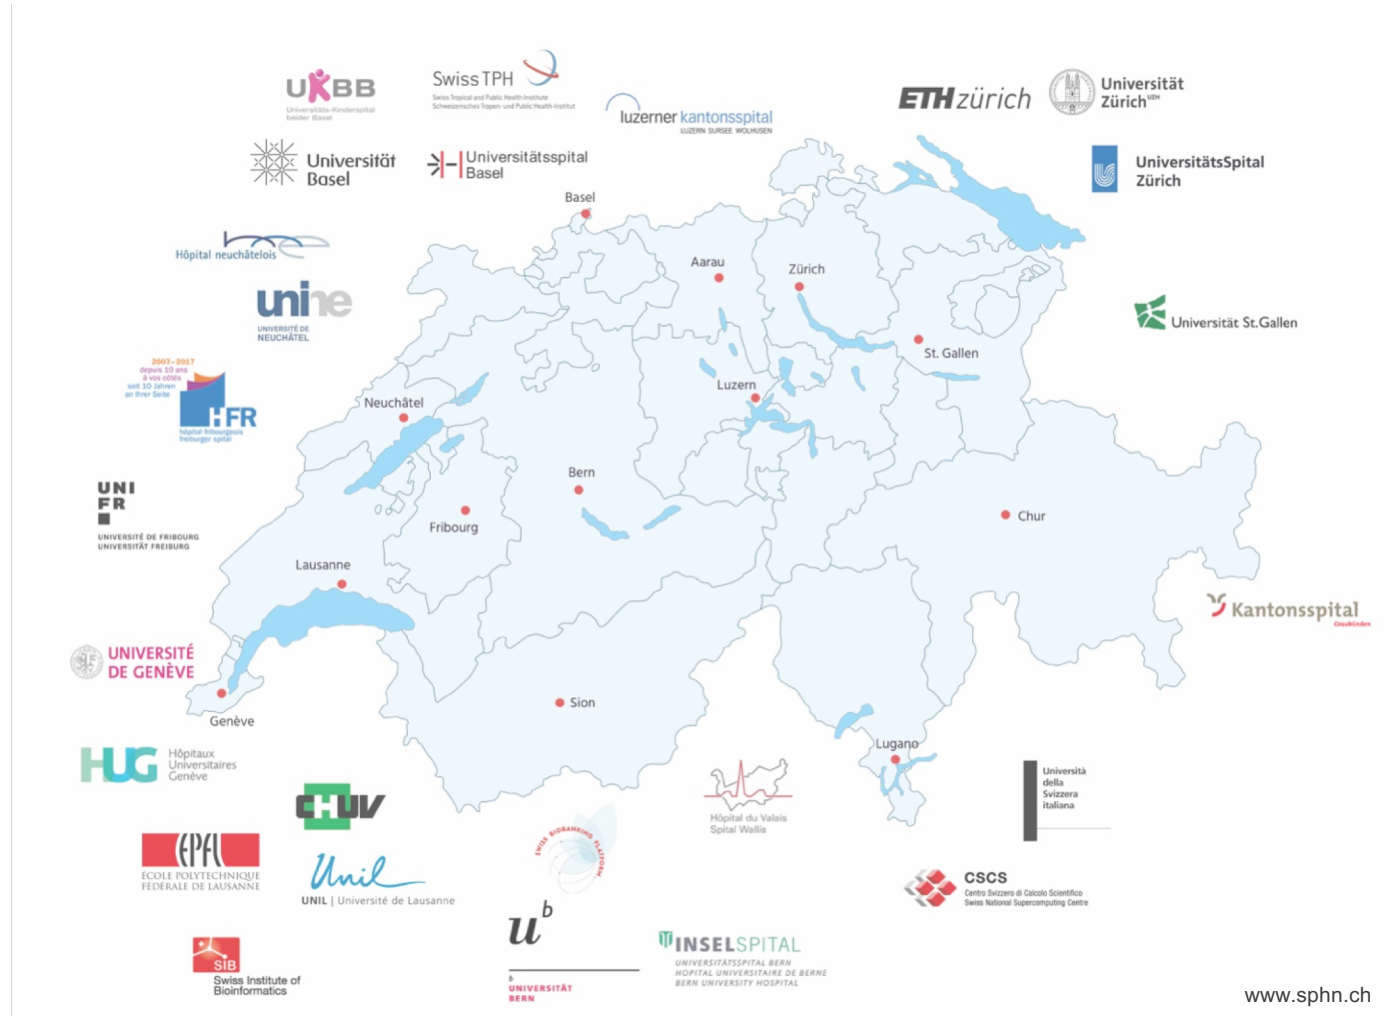 UKBB
Universitäts-Kinderspital
beider Basel
Swiss TPH
Swiss Tropical and Public Health Institute
Schweizerisches Tropen- und Public Health-Institut
luzerner kantonsspital
LUZERN SURSEE WOLHUSEN
ETH zürich
Universität
Zürich UZH
Universität
Basel
Universitätsspital
Basel
UniversitätsSpital
Zürich
Basel
Hôpital neuchâtelois
hne
Aarau
Zürich
unine
UNIVERSITÉ DE
NEUCHÂTEL
Universität St.Gallen
St. Gallen
2007–2017
depuis 10 ans
à vos côtés
seit 10 Jahren
an Ihrer Seite
HFR
hôpital fribourgeois
freiburger spital
Luzern
Neuchâtel
Bern
UNI
FR
UNIVERSITÉ DE FRIBOURG
UNIVERSITÄT FREIBURG
Fribourg
Chur
Lausanne
Kantonsspital
Graubünden
UNIVERSITÉ
DE GENÈVE
Genève
Sion
Lugano
HUG
Hôpitaux
Universitaires
Genève
CHUV
Hôpital du Valais
Spital Wallis
Università
della
Svizzera
italiana
SWISS BIOBANKING PLATFORM
EPFL
ÉCOLE POLYTECHNIQUE
FÉDÉRALE DE LAUSANNE
Unil
UNIL | Université de Lausanne
CSCS
Centro Svizzero di Calcolo Scientifico
Swiss National Supercomputing Centre
u b
b
UNIVERSITÄT
BERN
INSELSPITAL
UNIVERSITÄTSSPITAL BERN
HOPITAL UNIVERSITAIRE DE BERNE
BERN UNIVERSITY HOSPITAL
SIB
Swiss Institute of
Bioinformatics
www.sphn.ch